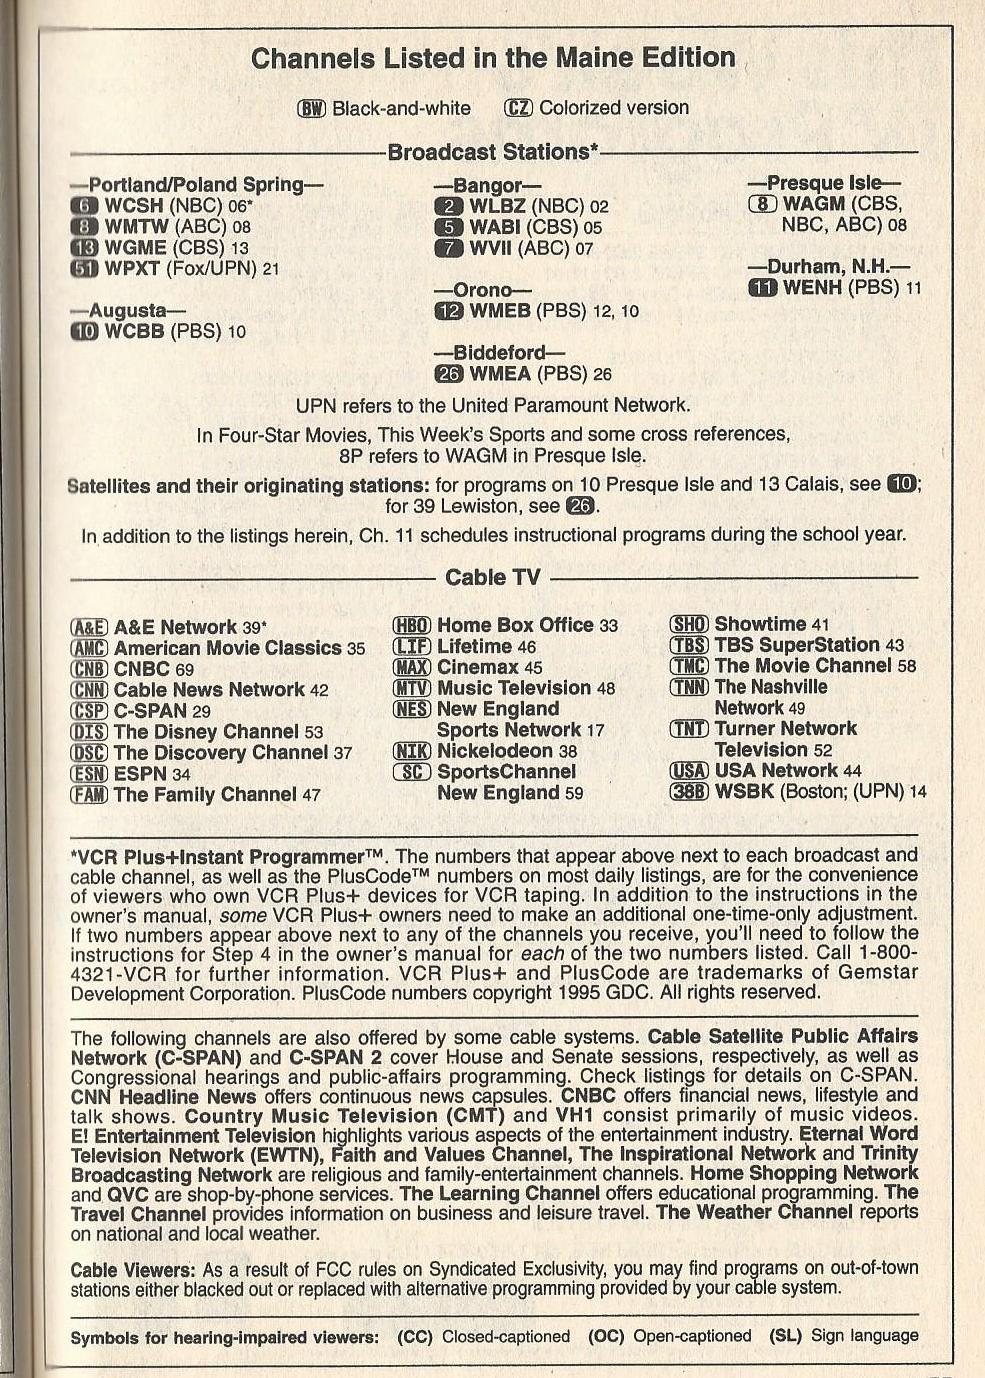 Channels Listed in the Maine Edition
BW Black-and-white CZ Colorized version
Broadcast Stations*
—Portland/Poland Spring—
6 WCSH (NBC) 06*
8 WMTW (ABC) 08
13 WGME (CBS) 13
51 WPXT (Fox/UPN) 21
—Augusta—
10 WCBB (PBS) 10
—Bangor—
2 WLBZ (NBC) 02
5 WABI (CBS) 05
7 WVII (ABC) 07
—Orono—
12 WMEB (PBS) 12, 10
—Biddeford—
26 WMEA (PBS) 26
—Presque Isle—
8 WAGM (CBS,
NBC, ABC) 08
—Durham, N.H.—
11 WENH (PBS) 11
UPN refers to the United Paramount Network.
In Four-Star Movies, This Week's Sports and some cross references,
8P refers to WAGM in Presque Isle.
Satellites and their originating stations: for programs on 10 Presque Isle and 13 Calais, see 10;
for 39 Lewiston, see 26.
In addition to the listings herein, Ch. 11 schedules instructional programs during the school year.
Cable TV
A&E A&E Network 39*
AMC American Movie Classics 35
CNB CNBC 69
CNN Cable News Network 42
CSP C-SPAN 29
DIS The Disney Channel 53
DSC The Discovery Channel 37
ESN ESPN 34
FAM The Family Channel 47
HBO Home Box Office 33
LIF Lifetime 46
MAX Cinemax 45
MTV Music Television 48
NES New England
Sports Network 17
NIK Nickelodeon 38
SC SportsChannel
New England 59
SHO Showtime 41
TBS TBS SuperStation 43
TMC The Movie Channel 58
TNN The Nashville
Network 49
TNT Turner Network
Television 52
USA USA Network 44
38B WSBK (Boston; (UPN) 14
*VCR Plus+Instant Programmer™. The numbers that appear above next to each broadcast and
cable channel, as well as the PlusCode™ numbers on most daily listings, are for the convenience
of viewers who own VCR Plus+ devices for VCR taping. In addition to the instructions in the
owner's manual, some VCR Plus+ owners need to make an additional one-time-only adjustment.
If two numbers appear above next to any of the channels you receive, you'll need to follow the
instructions for Step 4 in the owner's manual for each of the two numbers listed. Call 1-800-
4321-VCR for further information. VCR Plus+ and PlusCode are trademarks of Gemstar
Development Corporation. PlusCode numbers copyright 1995 GDC. All rights reserved.
The following channels are also offered by some cable systems. Cable Satellite Public Affairs
Network (C-SPAN) and C-SPAN 2 cover House and Senate sessions, respectively, as well as
Congressional hearings and public-affairs programming. Check listings for details on C-SPAN.
CNN Headline News offers continuous news capsules. CNBC offers financial news, lifestyle and
talk shows. Country Music Television (CMT) and VH1 consist primarily of music videos.
E! Entertainment Television highlights various aspects of the entertainment industry. Eternal Word
Television Network (EWTN), Faith and Values Channel, The Inspirational Network and Trinity
Broadcasting Network are religious and family-entertainment channels. Home Shopping Network
and QVC are shop-by-phone services. The Learning Channel offers educational programming. The
Travel Channel provides information on business and leisure travel. The Weather Channel reports
on national and local weather.
Cable Viewers: As a result of FCC rules on Syndicated Exclusivity, you may find programs on out-of-town
stations either blacked out or replaced with alternative programming provided by your cable system.
Symbols for hearing-impaired viewers: (CC) Closed-captioned (OC) Open-captioned (SL) Sign language